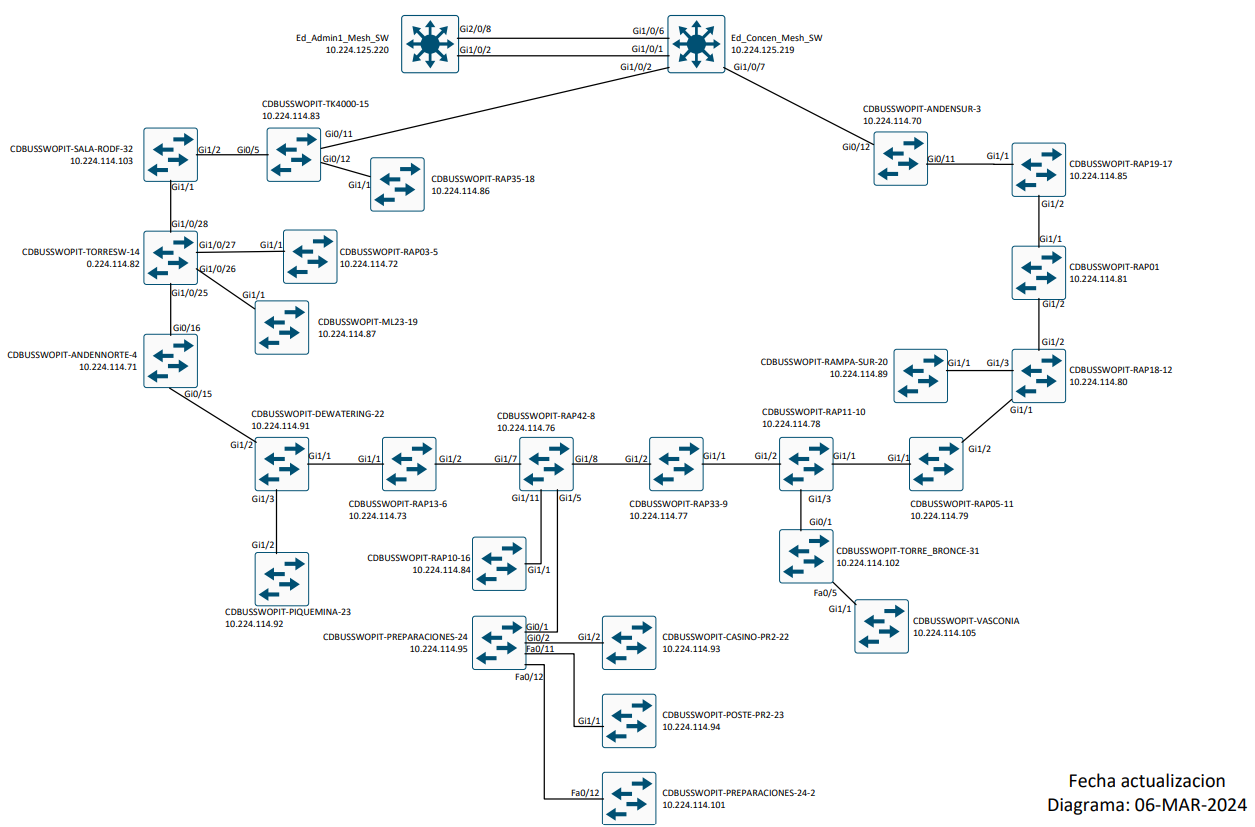 Ed_Admin1_Mesh_SW
10.224.125.220
Gi2/0/8
Gi1/0/2
Gi1/0/6
Gi1/0/1
Gi1/0/2
Ed_Concen_Mesh_SW
10.224.125.219
Gi1/0/7
CDBUSSWOPIT-TK4000-15
10.224.114.83
CDBUSSWOPIT-ANDENSUR-3
10.224.114.70
CDBUSSWOPIT-SALA-RODF-32
10.224.114.103
Gi1/2
Gi0/5
Gi0/11
Gi0/12
Gi1/1
Gi1/1
CDBUSSWOPIT-RAP35-18
10.224.114.86
Gi0/12
Gi0/11
Gi1/1
CDBUSSWOPIT-RAP19-17
10.224.114.85
Gi1/2
Gi1/0/28
CDBUSSWOPIT-TORRESW-14
0.224.114.82
Gi1/0/27
Gi1/1
CDBUSSWOPIT-RAP03-5
10.224.114.72
Gi1/0/26
Gi1/0/25
Gi1/1
CDBUSSWOPIT-ML23-19
10.224.114.87
Gi1/1
CDBUSSWOPIT-RAP01
10.224.114.81
Gi1/2
Gi0/16
CDBUSSWOPIT-ANDENNORTE-4
10.224.114.71
Gi0/15
Gi1/2
CDBUSSWOPIT-RAMPA-SUR-20
10.224.114.89
Gi1/1
Gi1/3
CDBUSSWOPIT-RAP18-12
10.224.114.80
Gi1/1
CDBUSSWOPIT-DEWATERING-22
10.224.114.91
CDBUSSWOPIT-RAP42-8
10.224.114.76
CDBUSSWOPIT-RAP11-10
10.224.114.78
Gi1/2
Gi1/1
Gi1/1
Gi1/2
Gi1/7
Gi1/8
Gi1/2
Gi1/1
Gi1/2
Gi1/1
Gi1/1
Gi1/2
Gi1/3
CDBUSSWOPIT-RAP13-6
10.224.114.73
Gi1/11
Gi1/5
CDBUSSWOPIT-RAP33-9
10.224.114.77
Gi1/3
CDBUSSWOPIT-RAP05-11
10.224.114.79
Gi1/2
CDBUSSWOPIT-PIQUEMINA-23
10.224.114.92
CDBUSSWOPIT-RAP10-16
10.224.114.84
Gi1/1
Gi0/1
CDBUSSWOPIT-TORRE_BRONCE-31
10.224.114.102
Fa0/5
Gi1/1
CDBUSSWOPIT-VASCONIA
10.224.114.105
CDBUSSWOPIT-PREPARACIONES-24
10.224.114.95
Gi0/1
Gi0/2
Fa0/11
Fa0/12
Gi1/2
CDBUSSWOPIT-CASINO-PR2-22
10.224.114.93
Gi1/1
CDBUSSWOPIT-POSTE-PR2-23
10.224.114.94
Fa0/12
CDBUSSWOPIT-PREPARACIONES-24-2
10.224.114.101
Fecha actualizacion
Diagrama: 06-MAR-2024